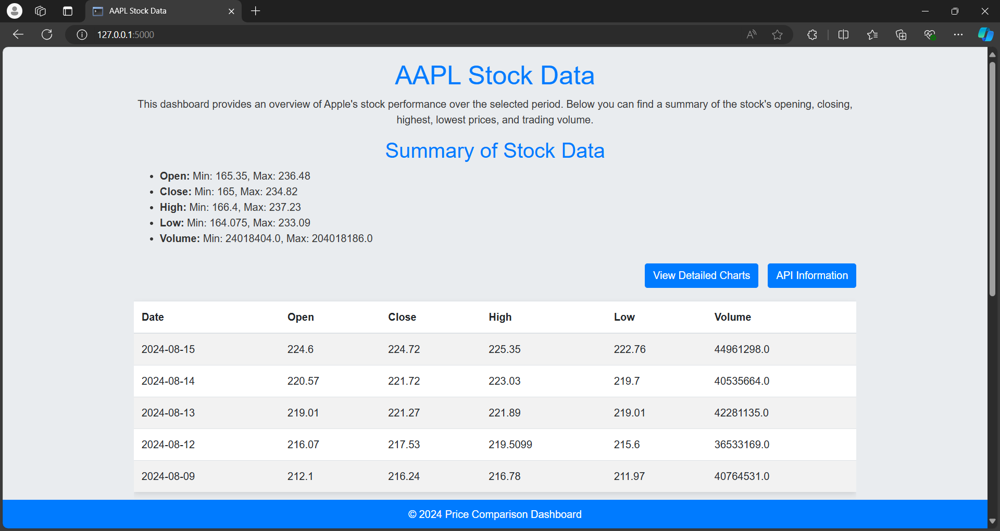 AAPL Stock Data
127.0.0.1:5000
AAPL Stock Data
This dashboard provides an overview of Apple's stock performance over the selected period. Below you can find a summary of the stock's opening, closing,
highest, lowest prices, and trading volume.
Summary of Stock Data
• Open: Min: 165.35, Max: 236.48
• Close: Min: 165, Max: 234.82
• High: Min: 166.4, Max: 237.23
• Low: Min: 164.075, Max: 233.09
• Volume: Min: 24018404.0, Max: 204018186.0
View Detailed Charts API Information
Date Open Close High Low Volume
2024-08-15 224.6 224.72 225.35 222.76 44961298.0
2024-08-14 220.57 221.72 223.03 219.7 40535664.0
2024-08-13 219.01 221.27 221.89 219.01 42281135.0
2024-08-12 216.07 217.53 219.5099 215.6 36533169.0
2024-08-09 212.1 216.24 216.78 211.97 40764531.0
© 2024 Price Comparison Dashboard